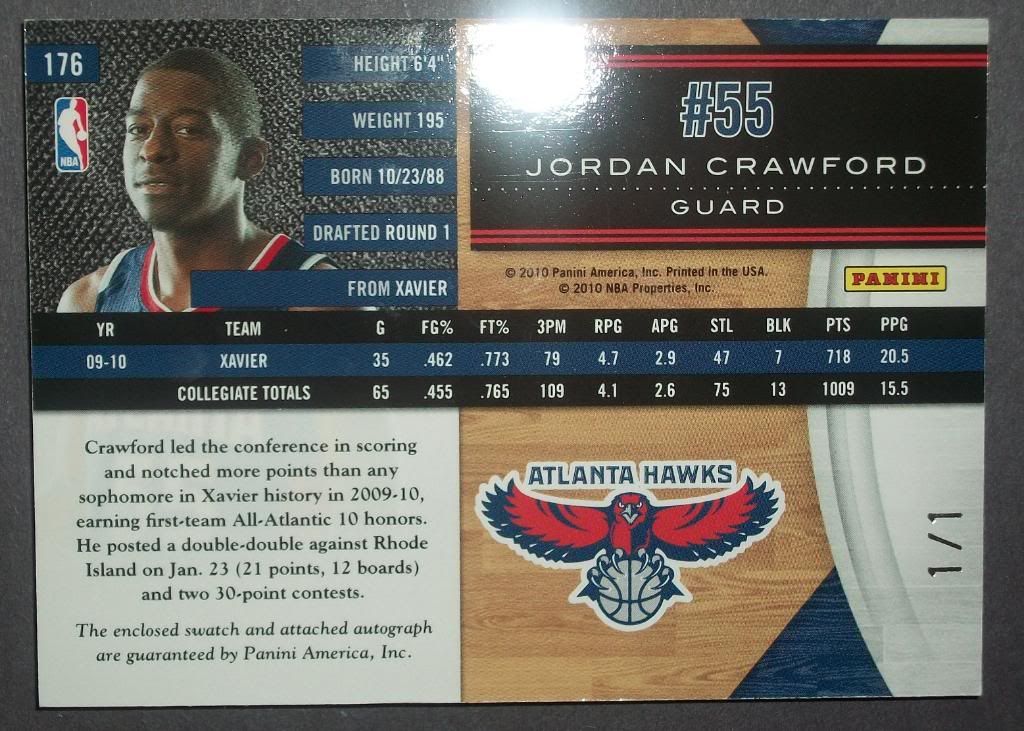 176
NBA
HEIGHT 6'4"
WEIGHT 195
BORN 10/23/88
DRAFTED ROUND 1
FROM XAVIER
#55
JORDAN CRAWFORD
GUARD
© 2010 Panini America, Inc. Printed in the USA.
© 2010 NBA Properties, Inc.
PANINI
YR TEAM G FG% FT% 3PM RPG APG STL BLK PTS PPG
09-10 XAVIER 35 .462 .773 79 4.7 2.9 47 7 718 20.5
COLLEGIATE TOTALS 65 .455 .765 109 4.1 2.6 75 13 1009 15.5
Crawford led the conference in scoring
and notched more points than any
sophomore in Xavier history in 2009-10,
earning first-team All-Atlantic 10 honors.
He posted a double-double against Rhode
Island on Jan. 23 (21 points, 12 boards)
and two 30-point contests.
The enclosed swatch and attached autograph
are guaranteed by Panini America, Inc.
ATLANTA HAWKS
1/1